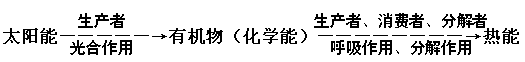 太阳能 生产者 光合作用 →有机物（化学能） 生产者、消费者、分解者 呼吸作用、分解作用 →热能